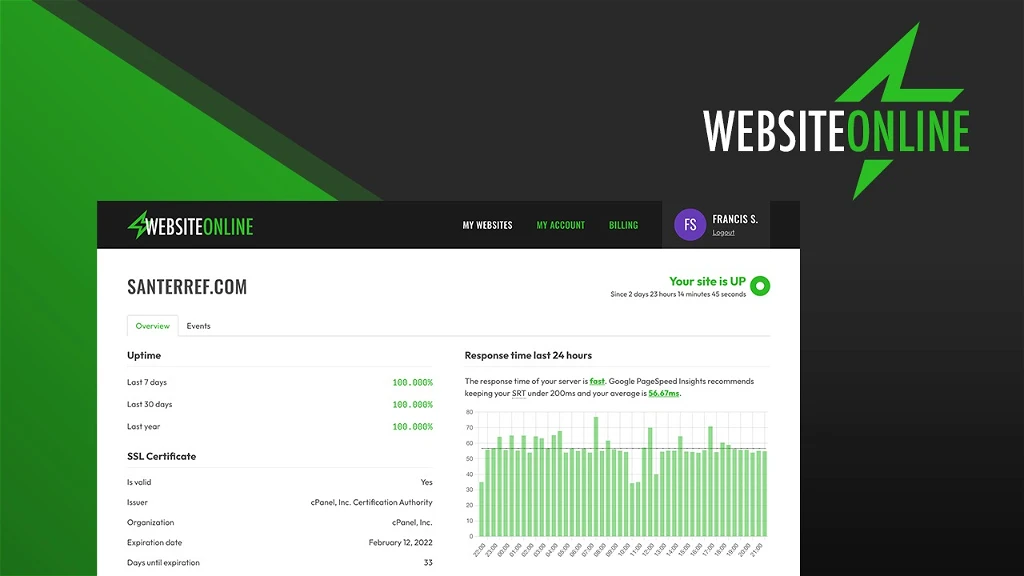 WEBSITEONLINE
WEBSITEONLINE
MY WEBSITES
MY ACCOUNT
BILLING
FS
FRANCIS S.
Logout
SANTERREF.COM
Your site is UP
Since 2 days 23 hours 14 minutes 45 seconds
Overview
Events
Uptime
Last 7 days 100.000%
Last 30 days 100.000%
Last year 100.000%
SSL Certificate
Is valid Yes
Issuer cPanel, Inc. Certification Authority
Organization cPanel, Inc.
Expiration date February 12, 2022
Days until expiration 33
Response time last 24 hours
The response time of your server is fast. Google PageSpeed Insights recommends
keeping your SRT under 200ms and your average is 56.67ms.
80
70
60
50
40
30
20
10
0
22:00 23:00 00:00 01:00 02:00 03:00 04:00 05:00 06:00 07:00 08:00 09:00 10:00 11:00 12:00 13:00 14:00 15:00 16:00 17:00 18:00 19:00 20:00 21:00